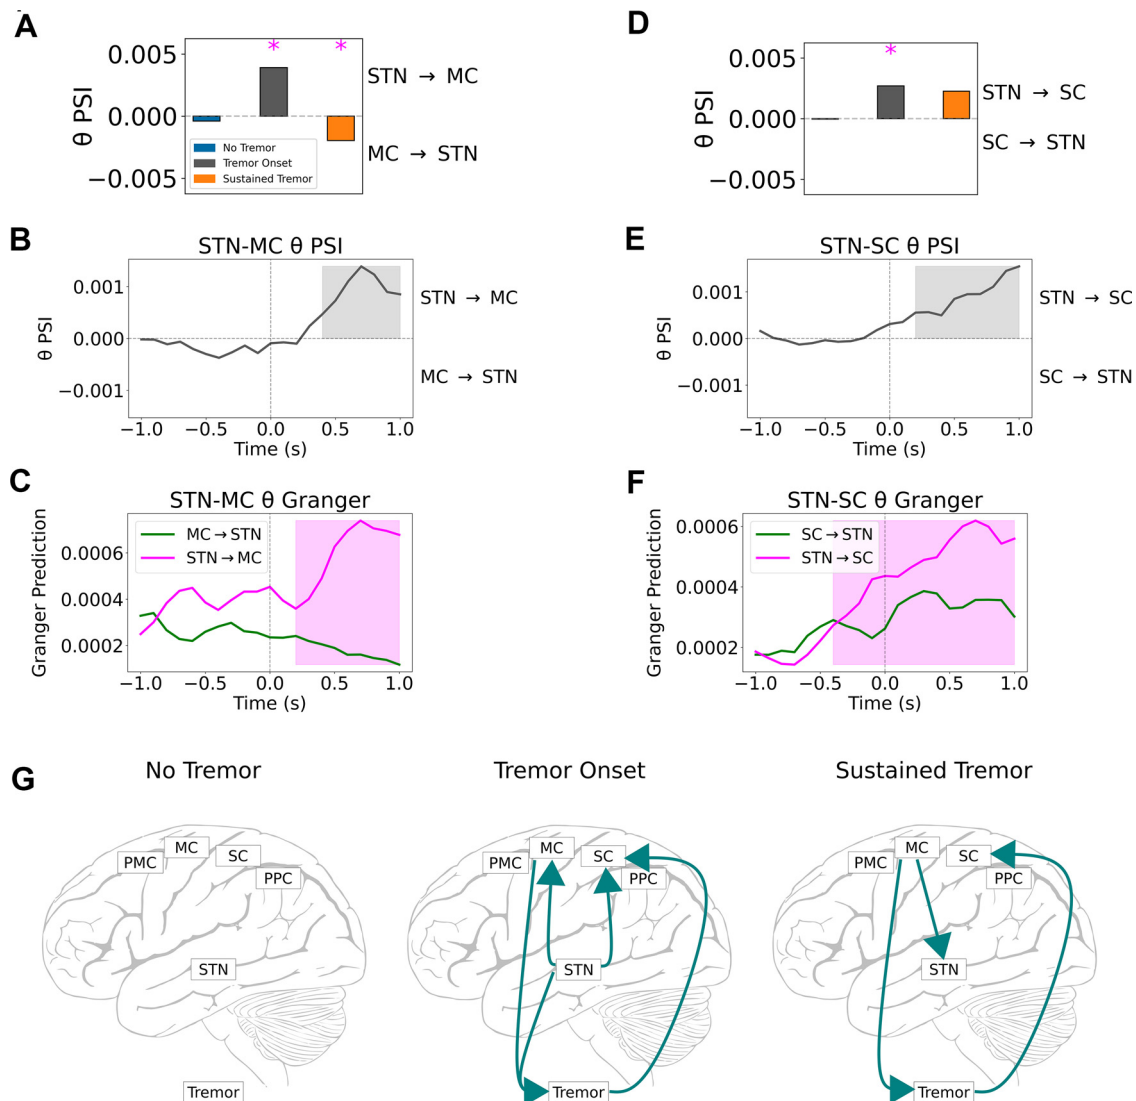 A
θ PSI
0.005
0.000
−0.005
*
*
STN → MC
MC → STN
No Tremor
Tremor Onset
Sustained Tremor
D
θ PSI
0.005
0.000
−0.005
*
STN → SC
SC → STN
B
STN-MC θ PSI
θ PSI
0.001
0.000
−0.001
STN → MC
MC → STN
−1.0 −0.5 0.0 0.5 1.0
Time (s)
E
STN-SC θ PSI
θ PSI
0.001
0.000
−0.001
STN → SC
SC → STN
−1.0 −0.5 0.0 0.5 1.0
Time (s)
C
STN-MC θ Granger
Granger Prediction
0.0006
0.0004
0.0002
MC → STN
STN → MC
−1.0 −0.5 0.0 0.5 1.0
Time (s)
F
STN-SC θ Granger
Granger Prediction
0.0006
0.0004
0.0002
SC → STN
STN → SC
−1.0 −0.5 0.0 0.5 1.0
Time (s)
G
No Tremor
PMC
MC
SC
PPC
STN
Tremor
Tremor Onset
PMC
MC
SC
PPC
STN
Tremor
Sustained Tremor
PMC
MC
SC
PPC
STN
Tremor